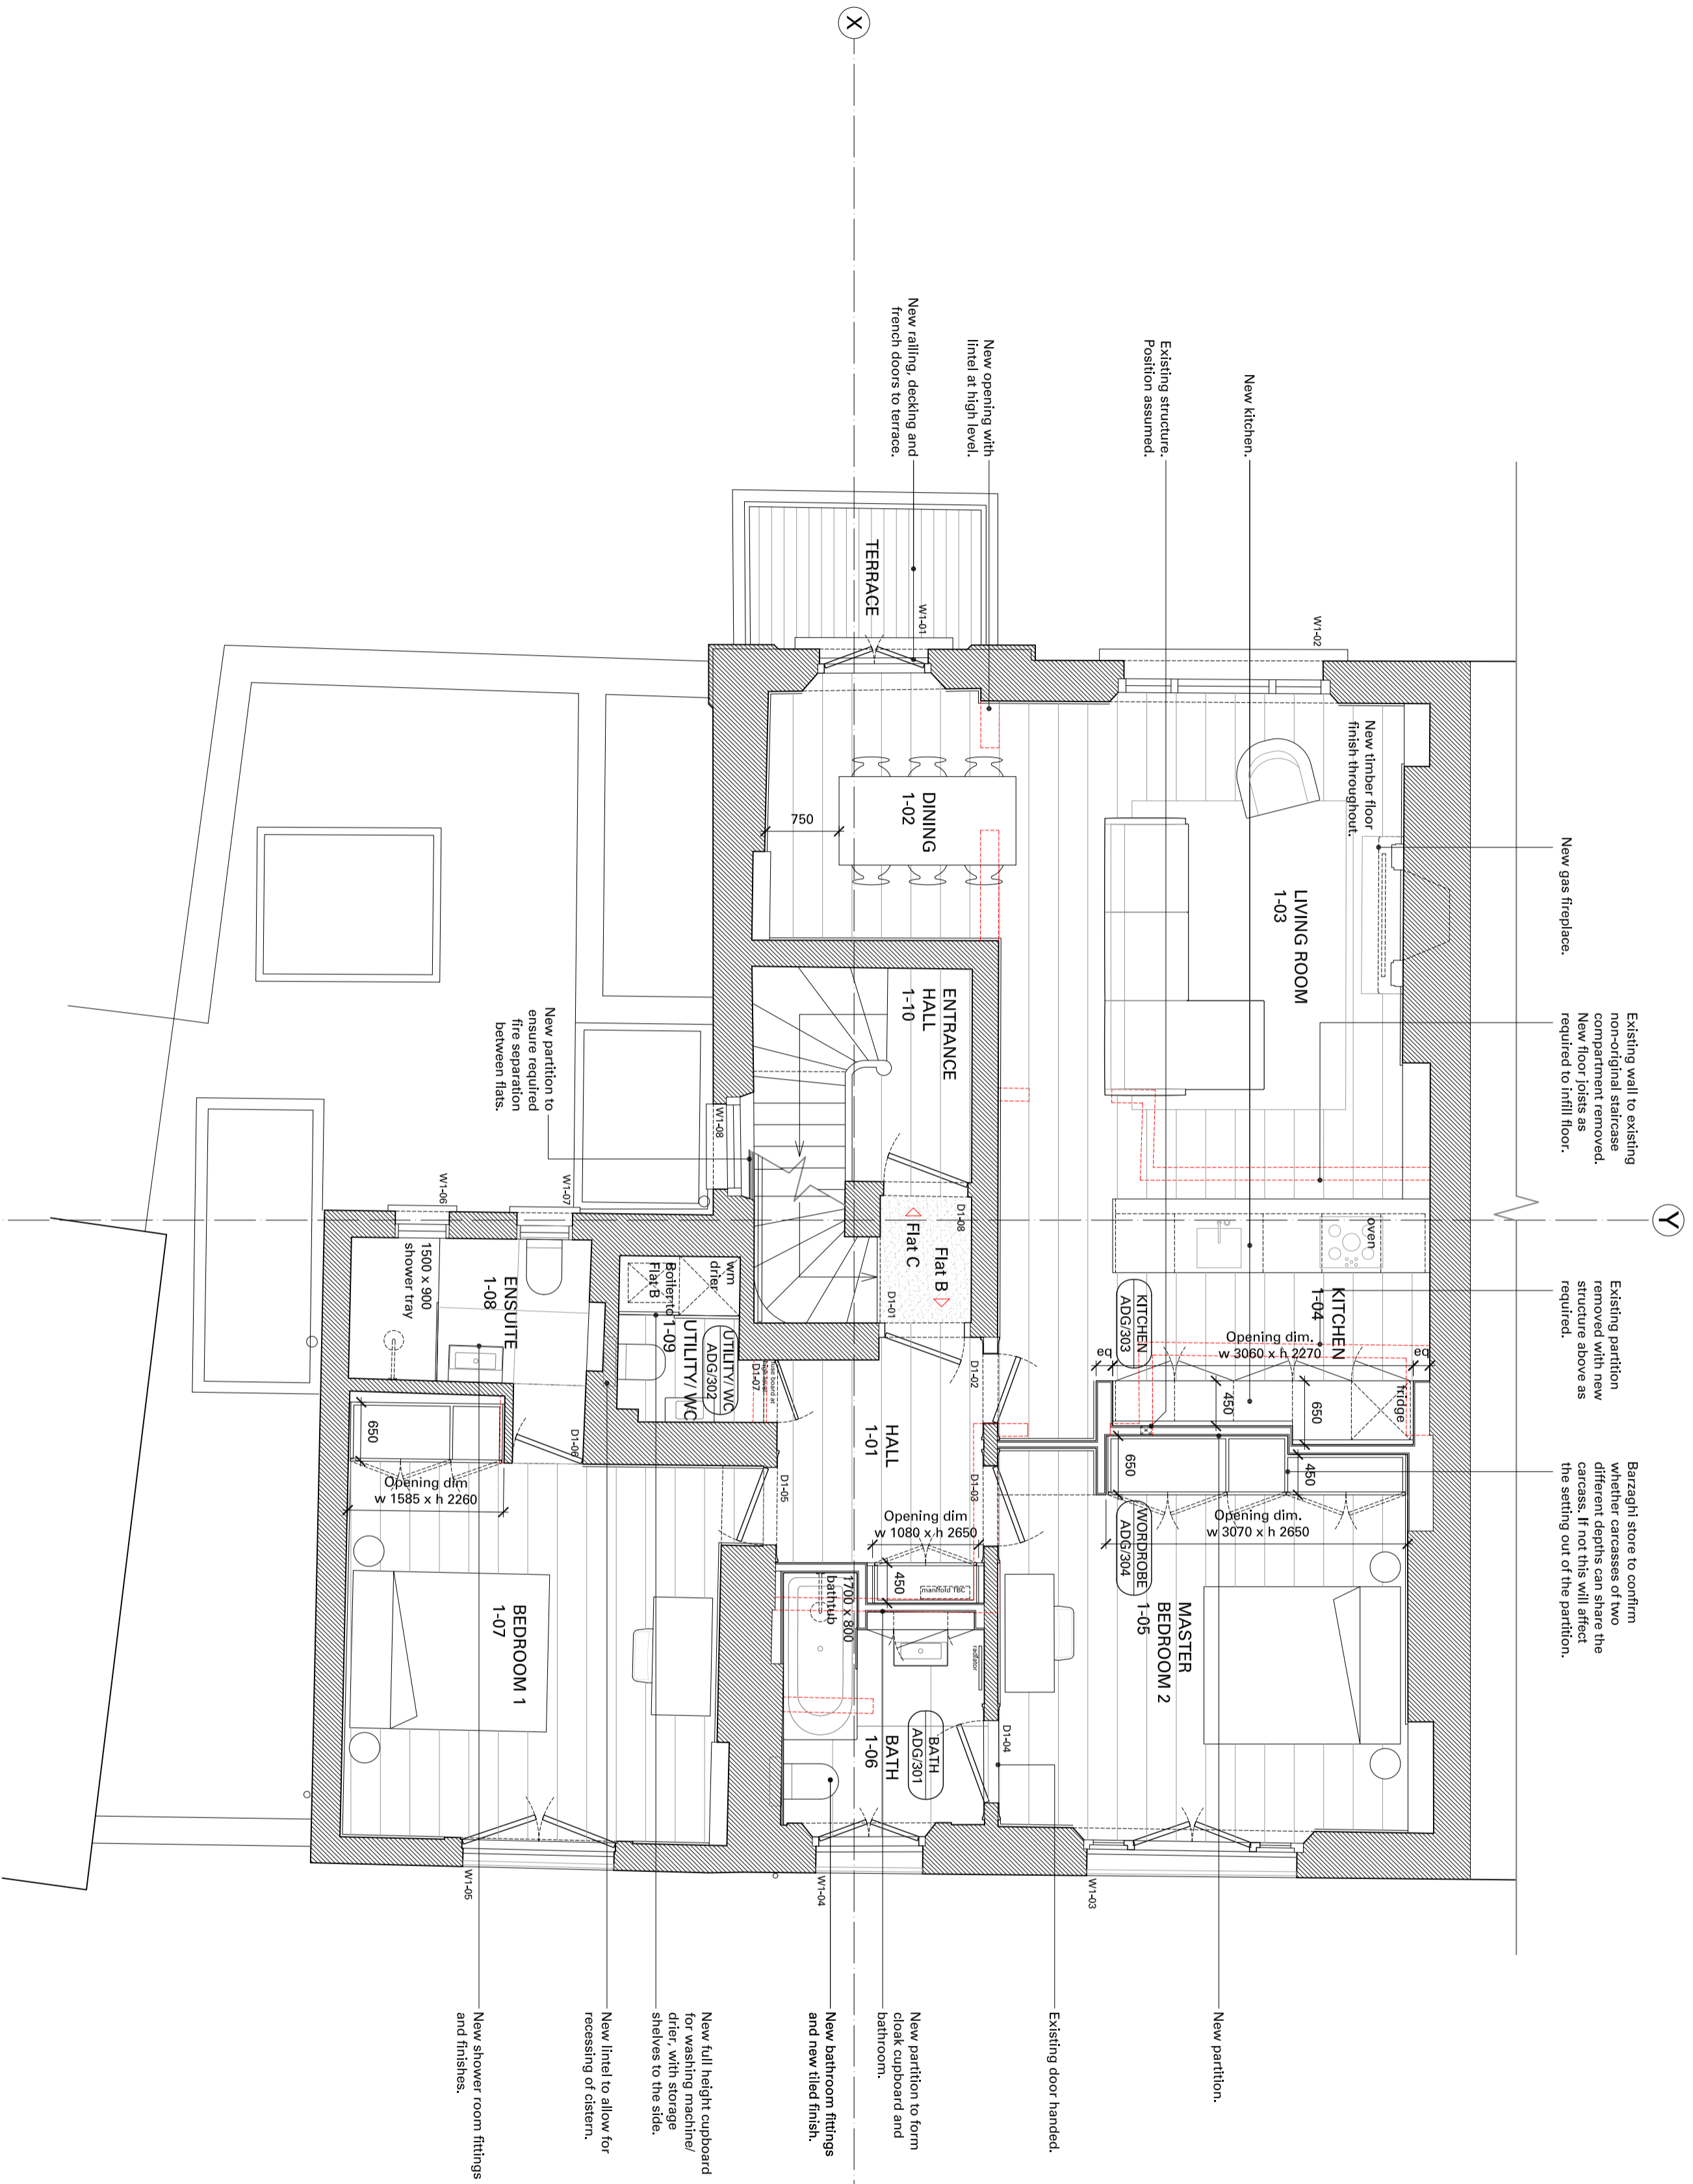 X
Y
New railing, decking and
french doors to terrace.
New opening with
lintel at high level.
Existing structure.
Position assumed.
New kitchen.
New gas fireplace.
Existing wall to existing
non-original staircase
compartment removed.
New floor joists as
required to infill floor.
Existing partition
removed with new
structure above as
required.
Barzaghi store to confirm
whether carcasses of two
different depths can share the
carcass. If not this will affect
the setting out of the partition.
TERRACE
W1-01
W1-02
New timber floor
finish throughout.
DINING
1-02
750
LIVING ROOM
1-03
ENTRANCE
HALL
1-10
New partition to
ensure required
fire separation
between flats.
W1-08
W1-07
W1-06
D1-08
Flat C
Flat B
D1-01
oven
KITCHEN
1-04
KITCHEN
ADG/303
Opening dim.
w 3060 x h 2270
eq
eq
fridge
450
650
650
450
Opening dim.
w 3070 x h 2650
WORDROBE
ADG/304
MASTER
BEDROOM 2
1-05
D1-02
D1-03
HALL
1-01
D1-05
D1-07
fuse board at
high level
wm
drier
Boiler to
Flat B
UTILITY/ WC
1-09
UTILITY/ WC
ADG/302
ENSUITE
1-08
1500 x 900
shower tray
D1-06
650
Opening dim
w 1585 x h 2260
BEDROOM 1
1-07
Opening dim
w 1080 x h 2650
450
manifold TBC
1700 x 800
bathtub
radiator
BATH
1-06
BATH
ADG/301
D1-04
W1-03
W1-04
W1-05
New partition.
Existing door handed.
New partition to form
cloak cupboard and
bathroom.
New bathroom fittings
and new tiled finish.
New full height cupboard
for washing machine/
drier, with storage
shelves to the side.
New lintel to allow for
recessing of cistern.
New shower room fittings
and finishes.